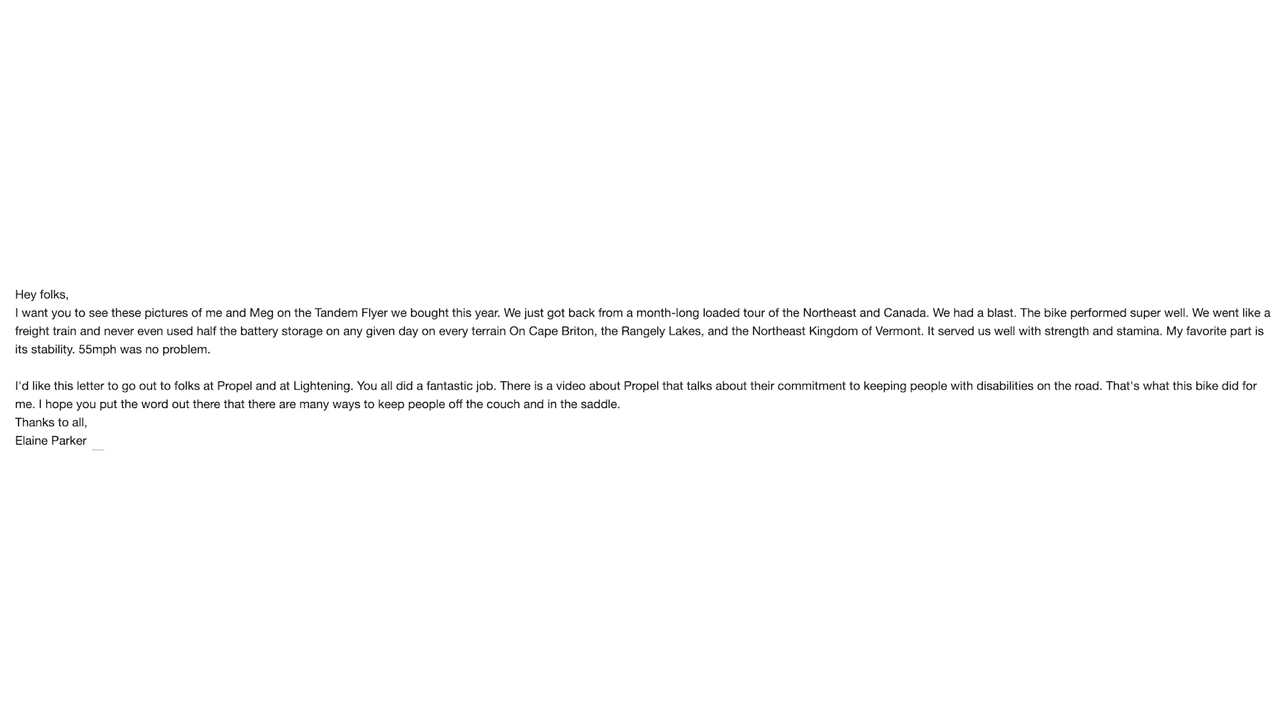 Hey folks,
I want you to see these pictures of me and Meg on the Tandem Flyer we bought this year. We just got back from a month-long loaded tour of the Northeast and Canada. We had a blast. The bike performed super well. We went like a
freight train and never even used half the battery storage on any given day on every terrain On Cape Briton, the Rangely Lakes, and the Northeast Kingdom of Vermont. It served us well with strength and stamina. My favorite part is
its stability. 55mph was no problem.
I'd like this letter to go out to folks at Propel and at Lightening. You all did a fantastic job. There is a video about Propel that talks about their commitment to keeping people with disabilities on the road. That's what this bike did for
me. I hope you put the word out there that there are many ways to keep people off the couch and in the saddle.
Thanks to all,
Elaine Parker